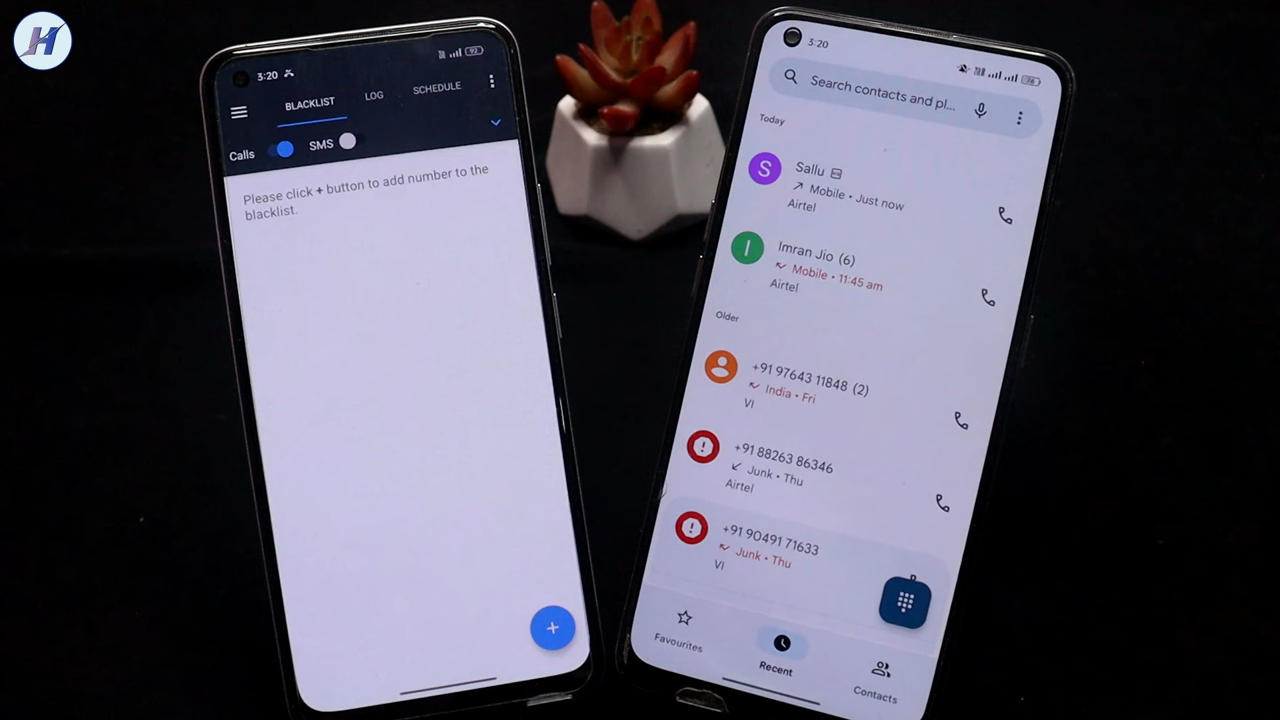 H
3:20
92
BLACKLIST
LOG
SCHEDULE
Calls
SMS
Please click + button to add number to the
blacklist.
+
3:20
Search contacts and pl...
Today
S
Sallu
Mobile • Just now
Airtel
I
Imran Jio (6)
Mobile • 11:45 am
Airtel
Older
+91 97643 11848 (2)
India • Fri
VI
+91 88263 86346
Junk • Thu
Airtel
+91 90491 71633
Junk • Thu
VI
Favourites
Recent
Contacts